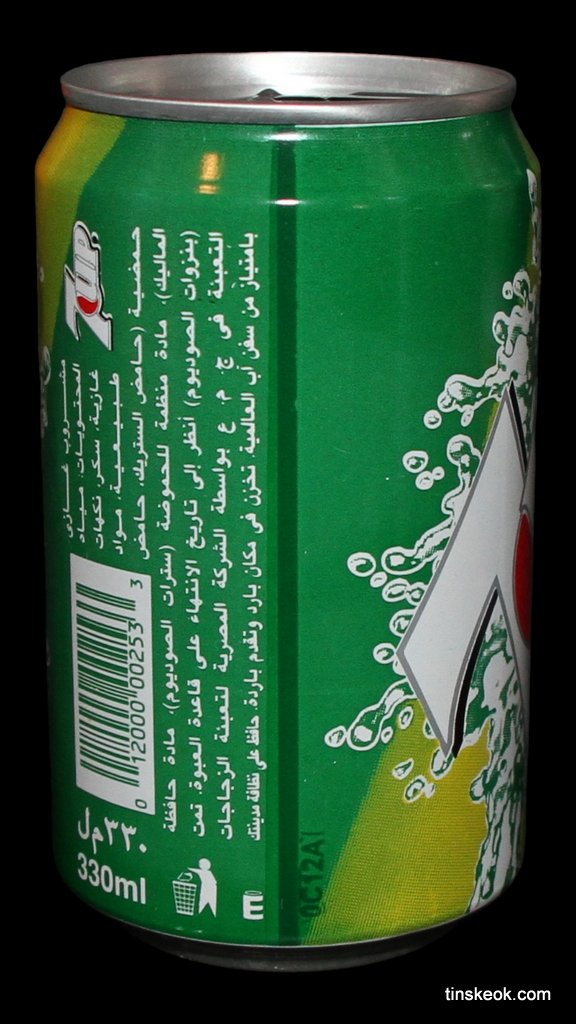 7UP
مشروب غازي
المحتويات: مياه
غازية، سكر، نكهات
طبيعية، مواد
حمضية (حامض الستريك، حامض
الماليك)، مادة منظمة للحموضة (سترات الصوديوم)، مادة حافظة
(بنزوات الصوديوم) أنظر إلى تاريخ الإنتهاء على قاعدة العبوة. تمت
التعبئة في ج م ع بواسطة الشركة المصرية لتعبئة الزجاجات
بامتياز من سفن أب العالمية تخزن في مكان بارد وتقدم باردة حافظ على نظافة مدينتك
0 12000 00253 3
٣٣٠مل
330ml
0C12A
7
tinskeok.com